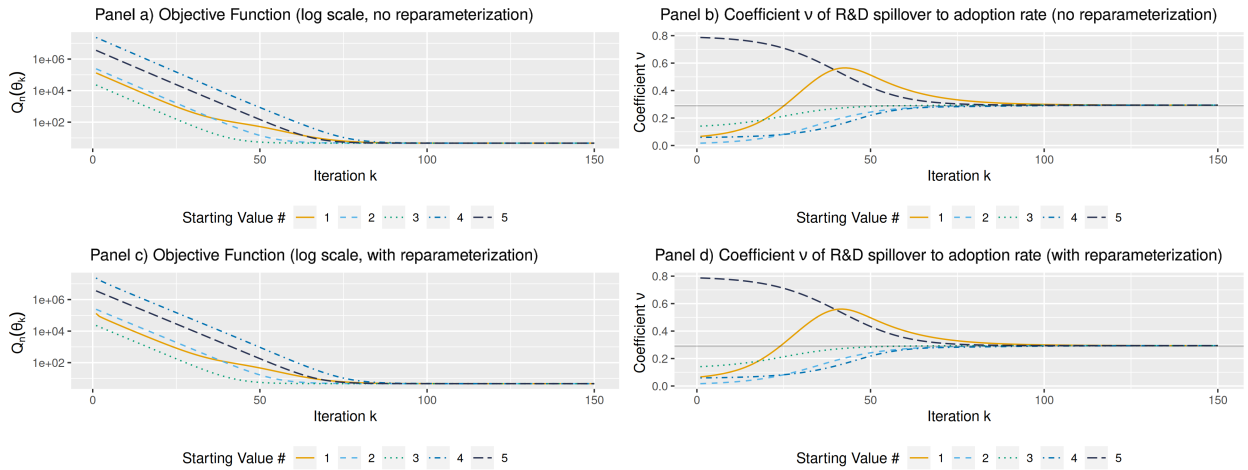 Panel a) Objective Function (log scale, no reparameterization)
Qn(θk)
1e+06
1e+04
1e+02
0 50 100 150
Iteration k
Starting Value # 1 2 3 4 5
Panel b) Coefficient ν of R&D spillover to adoption rate (no reparameterization)
Coefficient ν
0.8
0.6
0.4
0.2
0.0
0 50 100 150
Iteration k
Starting Value # 1 2 3 4 5
Panel c) Objective Function (log scale, with reparameterization)
Qn(θk)
1e+06
1e+04
1e+02
0 50 100 150
Iteration k
Starting Value # 1 2 3 4 5
Panel d) Coefficient ν of R&D spillover to adoption rate (with reparameterization)
Coefficient ν
0.8
0.6
0.4
0.2
0.0
0 50 100 150
Iteration k
Starting Value # 1 2 3 4 5